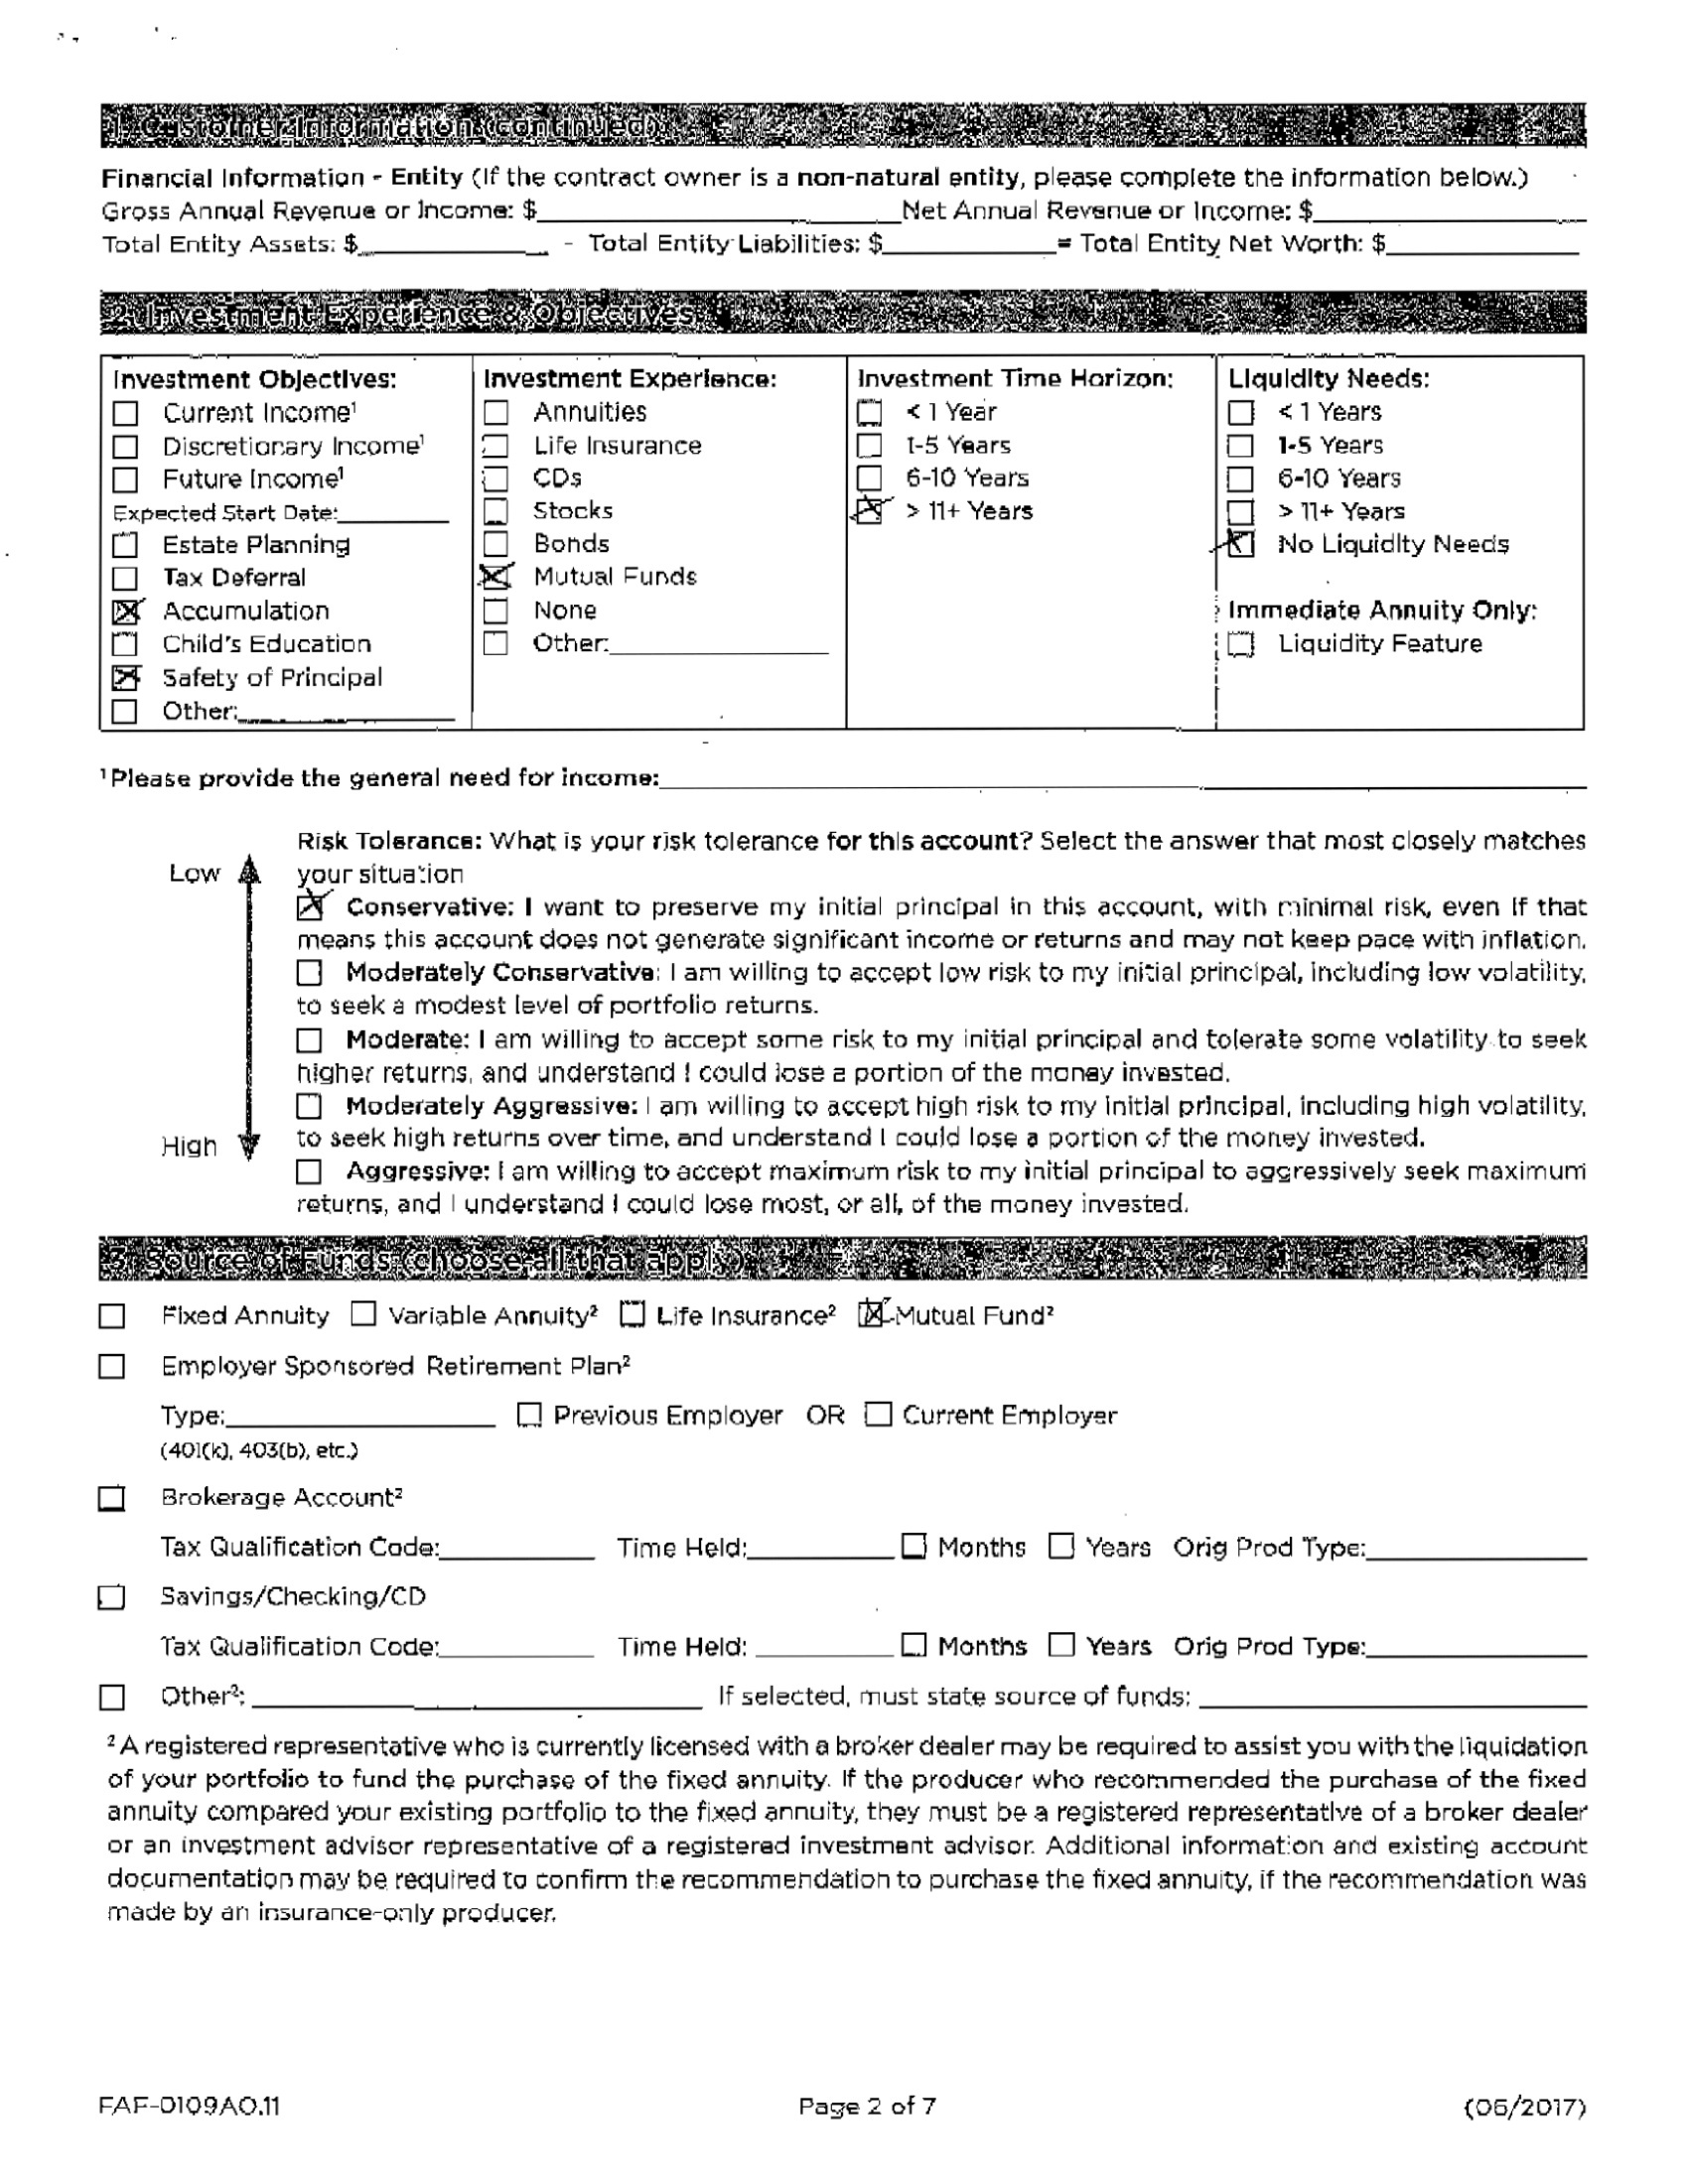 1. Customer Information (continued)
Financial Information - Entity (If the contract owner is a non-natural entity, please complete the information below.)
Gross Annual Revenue or Income: $ Net Annual Revenue or Income: $
Total Entity Assets: $ - Total Entity Liabilities: $ = Total Entity Net Worth: $
2. Investment Experience & Objectives
Investment Objectives:
☐ Current Income¹
☐ Discretionary Income¹
☐ Future Income¹
Expected Start Date:
☐ Estate Planning
☐ Tax Deferral
☒ Accumulation
☐ Child's Education
☒ Safety of Principal
☐ Other:
Investment Experience:
☐ Annuities
☐ Life Insurance
☐ CDs
☐ Stocks
☐ Bonds
☒ Mutual Funds
☐ None
☐ Other:
Investment Time Horizon:
☐ < 1 Year
☐ 1-5 Years
☐ 6-10 Years
☒ > 11+ Years
Liquidity Needs:
☐ < 1 Years
☐ 1-5 Years
☐ 6-10 Years
☐ > 11+ Years
☒ No Liquidity Needs
Immediate Annuity Only:
☐ Liquidity Feature
¹ Please provide the general need for income:
Low
High
Risk Tolerance: What is your risk tolerance for this account? Select the answer that most closely matches
your situation
☒ Conservative: I want to preserve my initial principal in this account, with minimal risk, even if that
means this account does not generate significant income or returns and may not keep pace with inflation.
☐ Moderately Conservative: I am willing to accept low risk to my initial principal, including low volatility,
to seek a modest level of portfolio returns.
☐ Moderate: I am willing to accept some risk to my initial principal and tolerate some volatility to seek
higher returns, and understand I could lose a portion of the money invested.
☐ Moderately Aggressive: I am willing to accept high risk to my initial principal, including high volatility,
to seek high returns over time, and understand I could lose a portion of the money invested.
☐ Aggressive: I am willing to accept maximum risk to my initial principal to aggressively seek maximum
returns, and I understand I could lose most, or all, of the money invested.
3. Source of Funds (choose all that apply)
☐ Fixed Annuity ☐ Variable Annuity² ☐ Life Insurance² ☒ Mutual Fund²
☐ Employer Sponsored Retirement Plan²
Type: ☐ Previous Employer OR ☐ Current Employer
(401(k), 403(b), etc.)
☐ Brokerage Account²
Tax Qualification Code: Time Held: ☐ Months ☐ Years Orig Prod Type:
☐ Savings/Checking/CD
Tax Qualification Code: Time Held: ☐ Months ☐ Years Orig Prod Type:
☐ Other²: If selected, must state source of funds:
² A registered representative who is currently licensed with a broker dealer may be required to assist you with the liquidation
of your portfolio to fund the purchase of the fixed annuity. If the producer who recommended the purchase of the fixed
annuity compared your existing portfolio to the fixed annuity, they must be a registered representative of a broker dealer
or an investment advisor representative of a registered investment advisor. Additional information and existing account
documentation may be required to confirm the recommendation to purchase the fixed annuity, if the recommendation was
made by an insurance-only producer.
FAF-0109AO.11 Page 2 of 7 (06/2017)